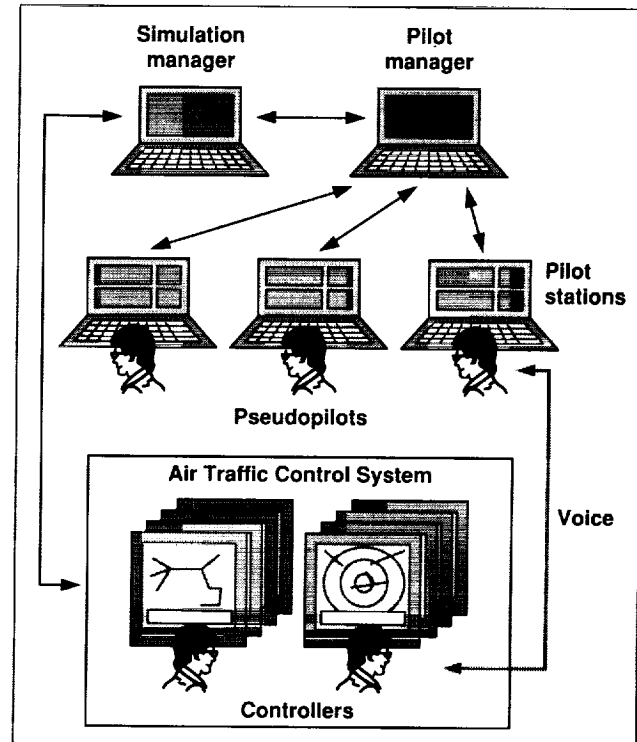 Simulation
manager
Pilot
manager
Pilot
stations
Pseudopilots
Air Traffic Control System
Voice
Controllers